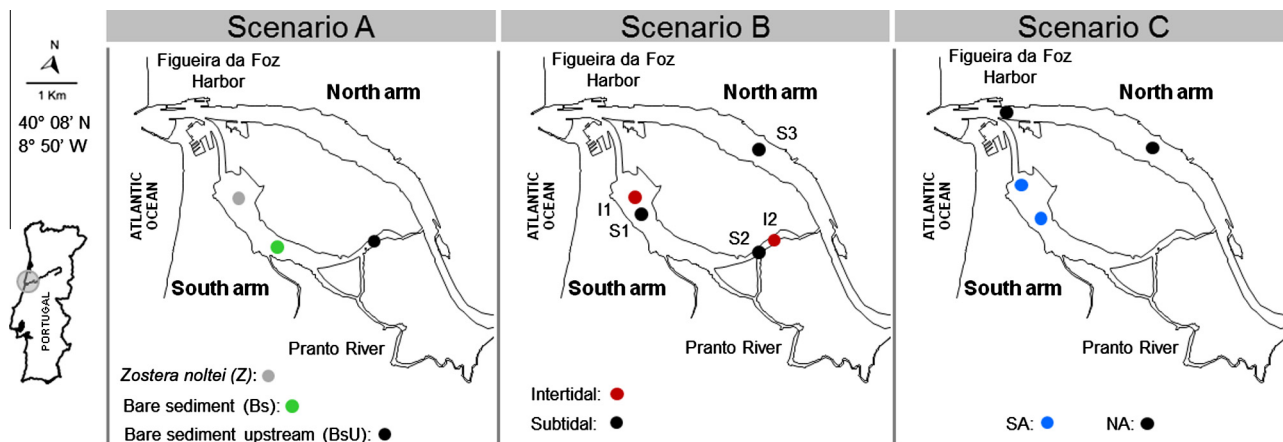 N
1 Km
40° 08' N
8° 50' W
PORTUGAL
Scenario A
Figueira da Foz
Harbor
North arm
ATLANTIC
OCEAN
South arm
Pranto River
Zostera noltei (Z):
Bare sediment (Bs):
Bare sediment upstream (BsU):
Scenario B
Figueira da Foz
Harbor
North arm
S3
ATLANTIC
OCEAN
I1
S1
I2
S2
South arm
Pranto River
Intertidal:
Subtidal:
Scenario C
Figueira da Foz
Harbor
North arm
ATLANTIC
OCEAN
South arm
Pranto River
SA: NA: